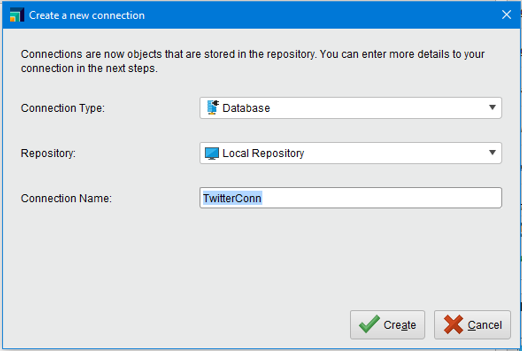 Create a new connection
Connections are now objects that are stored in the repository. You can enter more details to your
connection in the next steps.
Connection Type:
Database
Repository:
Local Repository
Connection Name:
TwitterConn
Create
Cancel